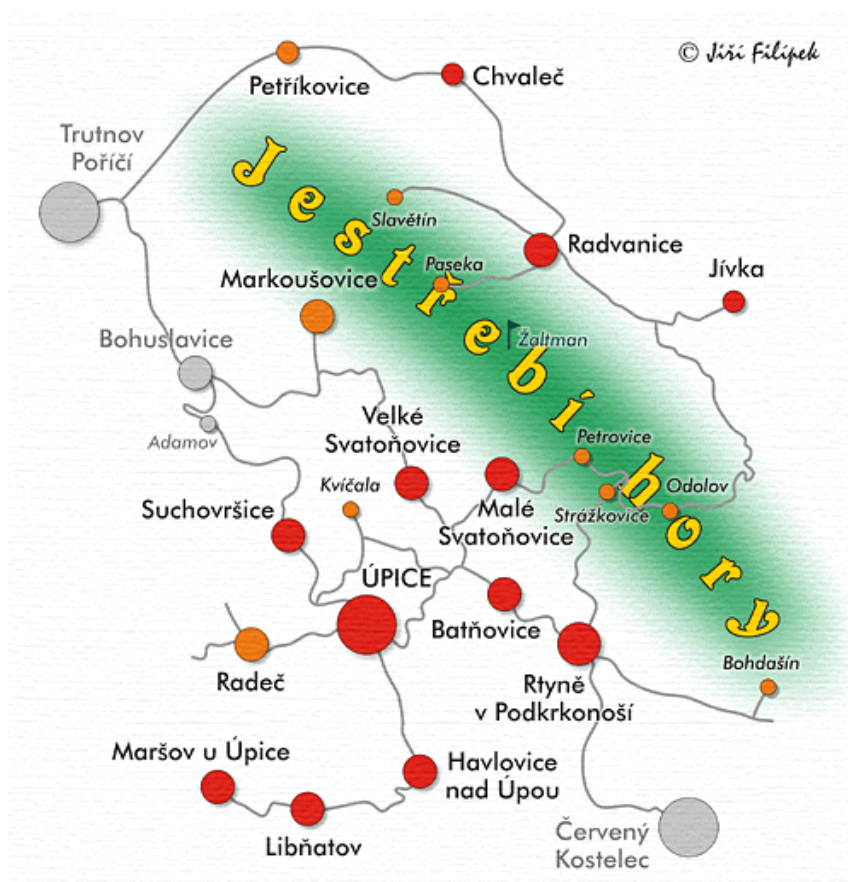 © Jiří Filípek
Petříkovice
Chvaleč
Trutnov
Poříčí
Jestřebí hory
Slavětín
Radvanice
Paseka
Jívka
Markoušovice
Bohuslavice
Žaltman
Adamov
Velké
Svatoňovice
Petrovice
Kvíčala
Odolov
Suchovršice
Malé
Svatoňovice
Strážkovice
ÚPICE
Batňovice
Radeč
Bohdašín
Rtyně
v Podkrkonoší
Maršov u Úpice
Havlovice
nad Úpou
Libňatov
Červený
Kostelec